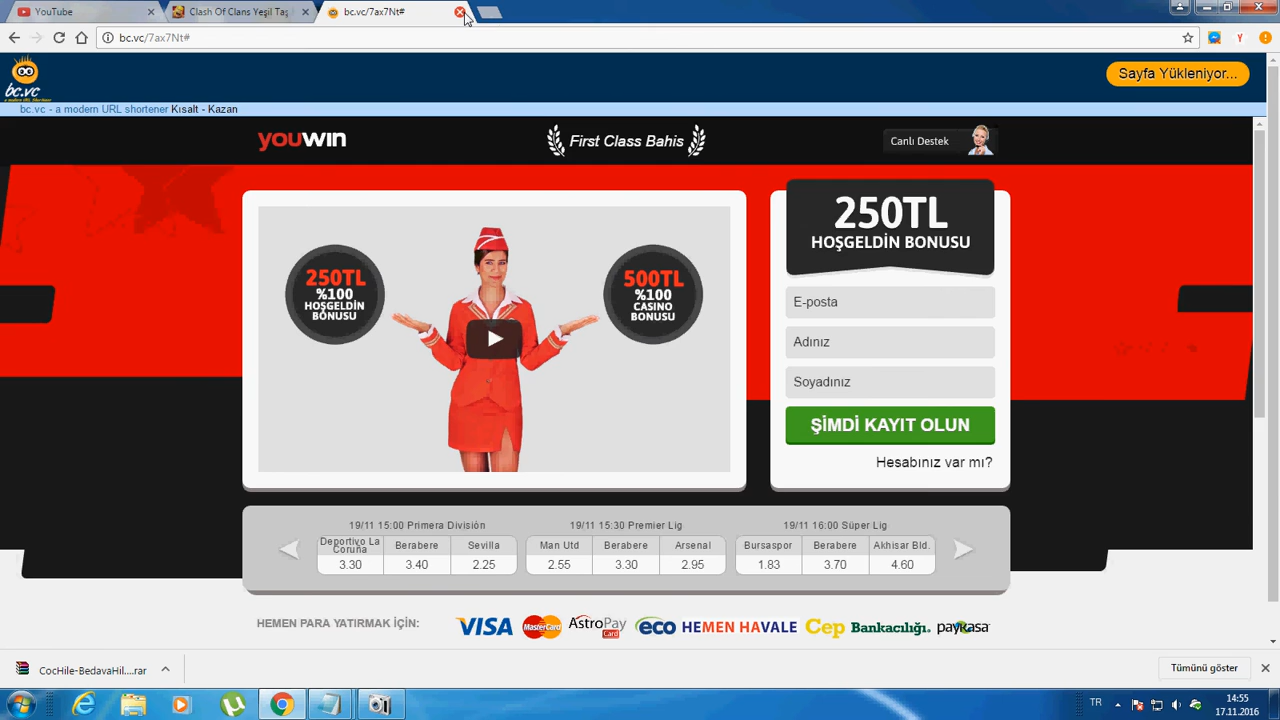 YouTube
Clash Of Clans Yeşil Taş
bc.vc/7ax7Nt#
bc.vc/7ax7Nt#
bc.vc
a modern URL shortener
Sayfa Yükleniyor...
bc.vc - a modern URL shortener Kısalt - Kazan
youwin
First Class Bahis
Canlı Destek
250TL
%100
HOŞGELDİN
BONUSU
500TL
%100
CASINO
BONUSU
250TL
HOŞGELDİN BONUSU
E-posta
Adınız
Soyadınız
ŞİMDİ KAYIT OLUN
Hesabınız var mı?
19/11 15:00 Primera División
19/11 15:30 Premier Lig
19/11 16:00 Süper Lig
Deportivo La Coruña
Berabere
Sevilla
Man Utd
Berabere
Arsenal
Bursaspor
Berabere
Akhisar Bld.
3.30
3.40
2.25
2.55
3.30
2.95
1.83
3.70
4.60
HEMEN PARA YATIRMAK İÇİN:
VISA
MasterCard
AstroPay
Card
eco HEMEN HAVALE
Cep Bankacılığı.
paykasa
CocHile-BedavaHil....rar
Tümünü göster
TR
14:55
17.11.2016